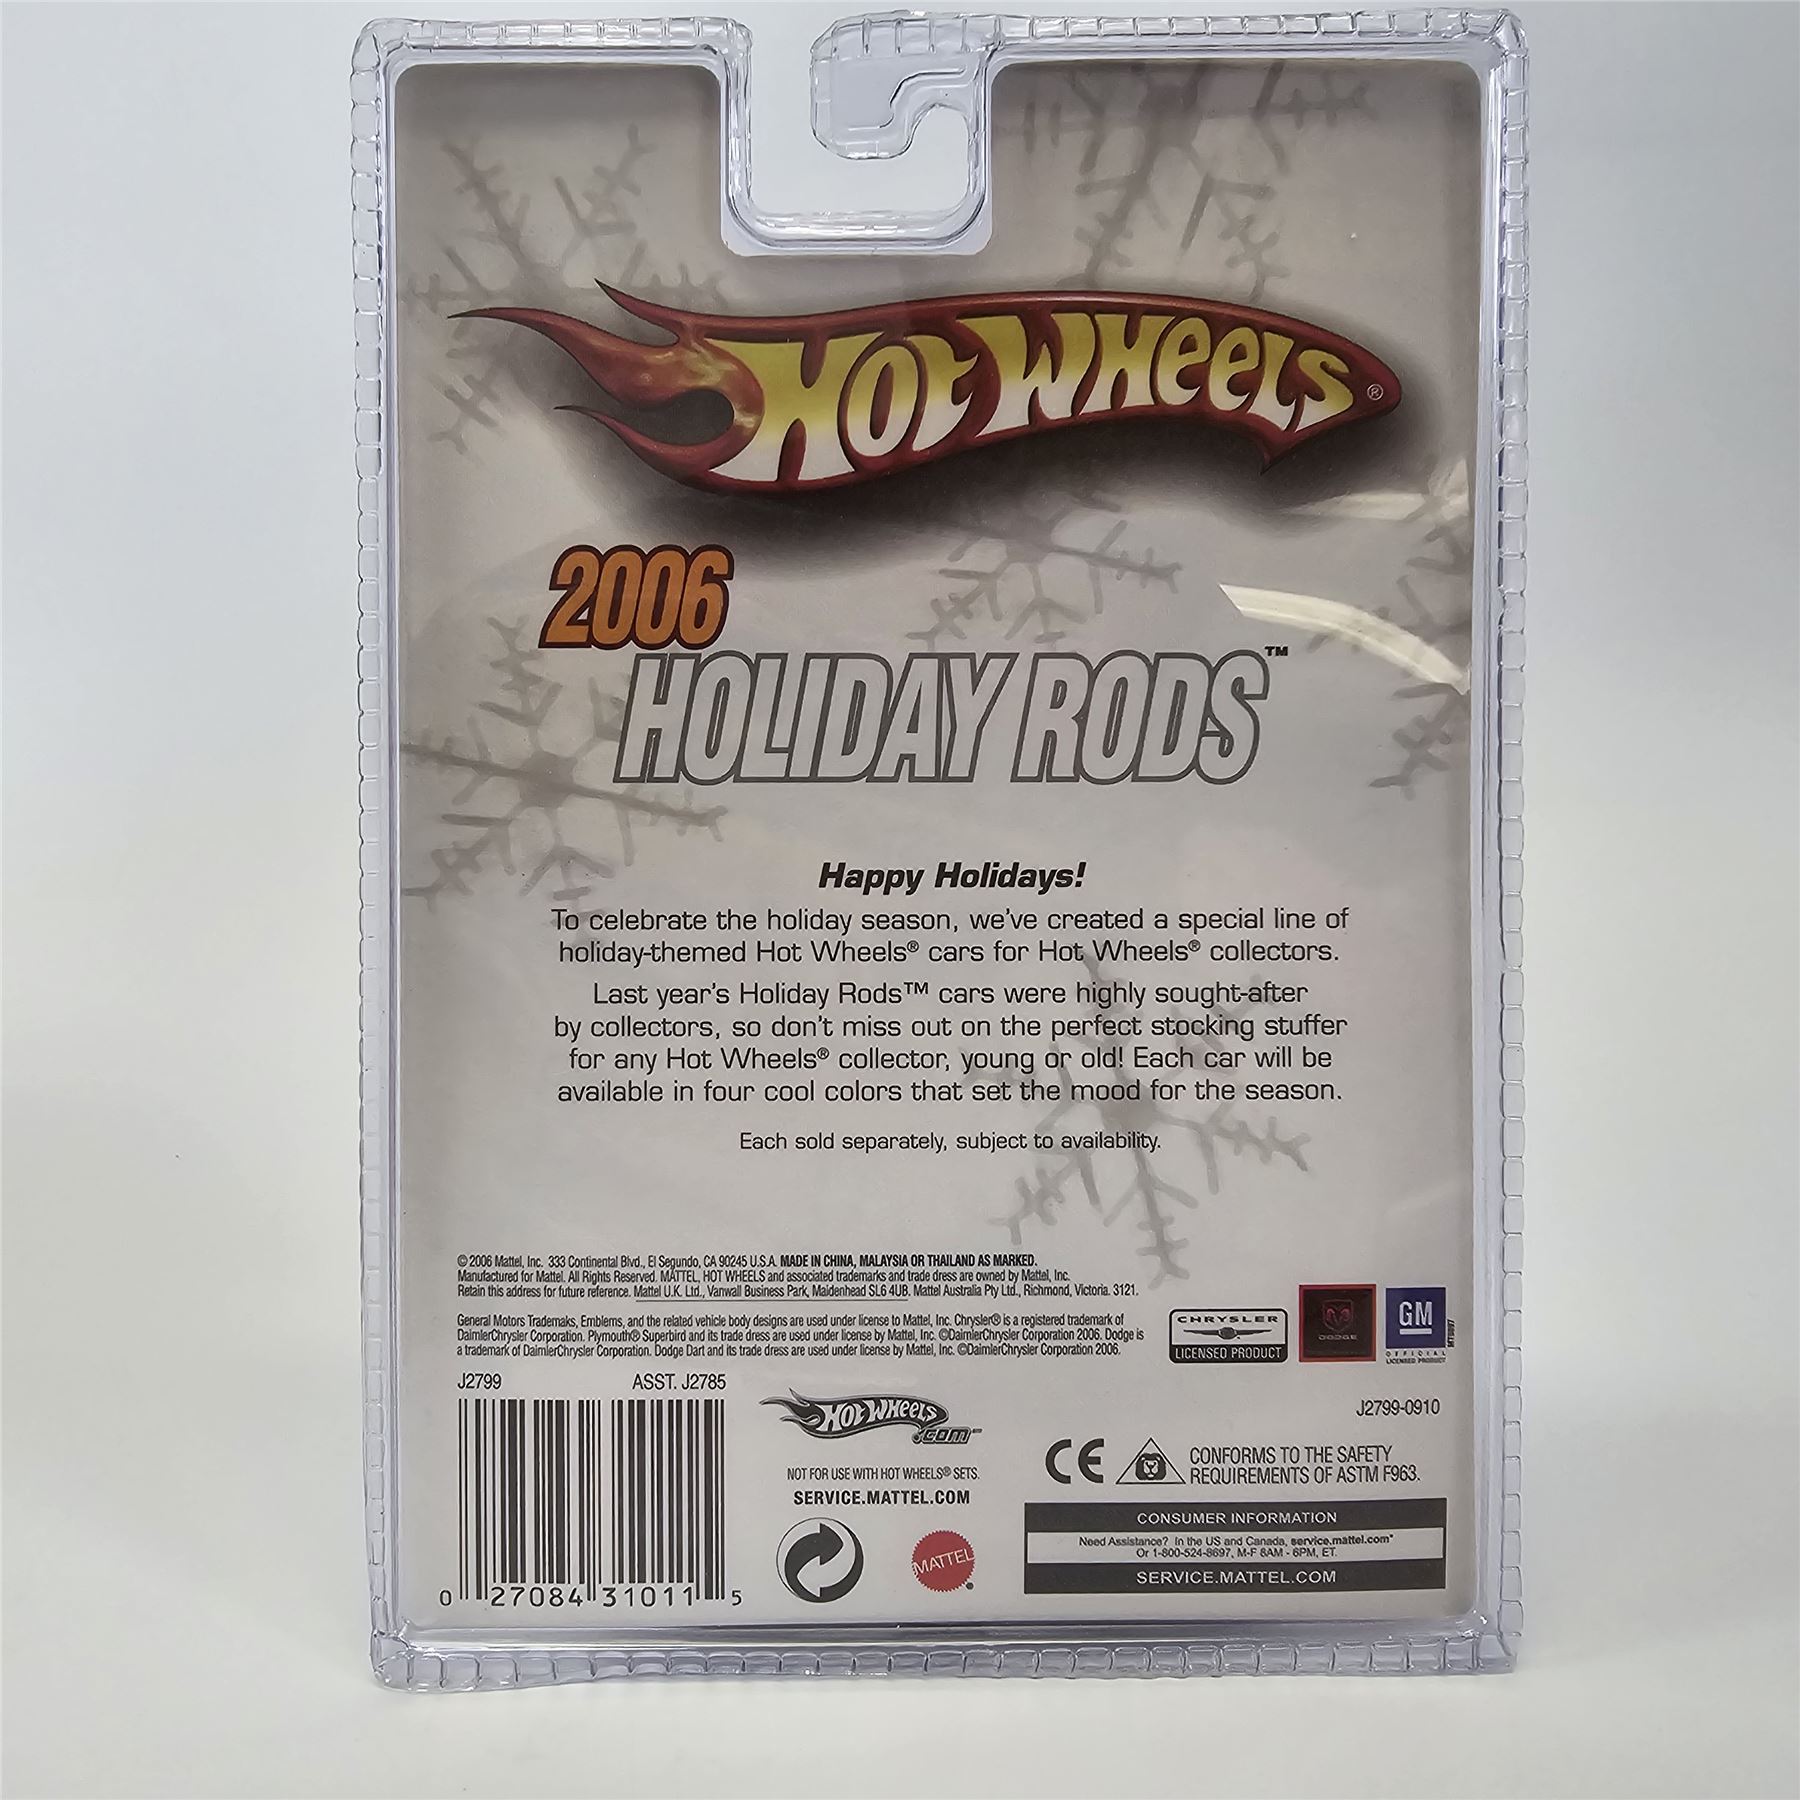 HOT WHEELS®
2006
HOLIDAY RODS™
Happy Holidays!
To celebrate the holiday season, we've created a special line of
holiday-themed Hot Wheels® cars for Hot Wheels® collectors.
Last year's Holiday Rods™ cars were highly sought-after
by collectors, so don't miss out on the perfect stocking stuffer
for any Hot Wheels® collector, young or old! Each car will be
available in four cool colors that set the mood for the season.
Each sold separately, subject to availability.
© 2006 Mattel, Inc. 333 Continental Blvd., El Segundo, CA 90245 U.S.A. MADE IN CHINA, MALAYSIA OR THAILAND AS MARKED.
Manufactured for Mattel. All Rights Reserved. MATTEL, HOT WHEELS and associated trademarks and trade dress are owned by Mattel, Inc.
Retain this address for future reference. Mattel U.K. Ltd., Vanwall Business Park, Maidenhead SL6 4UB. Mattel Australia Pty Ltd., Richmond, Victoria. 3121.
General Motors Trademaks, Emblems, and the related vehicle body designs are used under license to Mattel, Inc. Chrysler® is a registered trademark of
DaimlerChrysler Corporation. Plymouth® Superbird and its trade dress are used under license by Mattel, Inc. ©DaimlerChrysler Corporation 2006. Dodge is
a trademark of DaimlerChrysler Corporation. Dodge Dart and its trade dress are used under license by Mattel, Inc. ©DaimlerChrysler Corporation 2006.
CHRYSLER
LICENSED PRODUCT
DODGE
GM
OFFICIAL
LICENSED PRODUCT
J2799 ASST. J2785
0 27084 31011 5
HOT WHEELS
.COM™
NOT FOR USE WITH HOT WHEELS® SETS.
SERVICE.MATTEL.COM
MATTEL
J2799-0910
CE
CONFORMS TO THE SAFETY
REQUIREMENTS OF ASTM F963.
CONSUMER INFORMATION
Need Assistance? In the US and Canada, service.mattel.com"
Or 1-800-524-8697, M-F 8AM - 6PM, ET.
SERVICE.MATTEL.COM